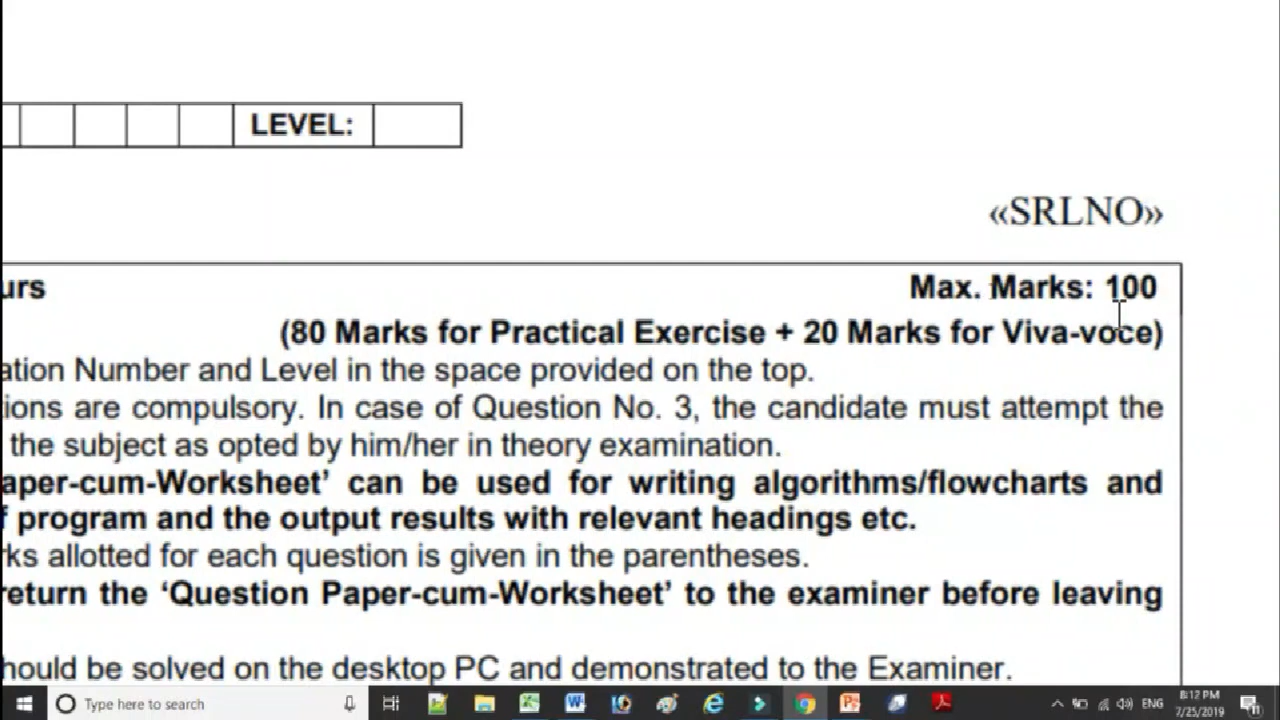 LEVEL:
«SRLNO»
urs Max. Marks: 100
(80 Marks for Practical Exercise + 20 Marks for Viva-voce)
ation Number and Level in the space provided on the top.
ions are compulsory. In case of Question No. 3, the candidate must attempt the
the subject as opted by him/her in theory examination.
aper-cum-Worksheet’ can be used for writing algorithms/flowcharts and
f program and the output results with relevant headings etc.
rks allotted for each question is given in the parentheses.
return the ‘Question Paper-cum-Worksheet’ to the examiner before leaving
hould be solved on the desktop PC and demonstrated to the Examiner.
Type here to search
ENG
8:12 PM
7/25/2019